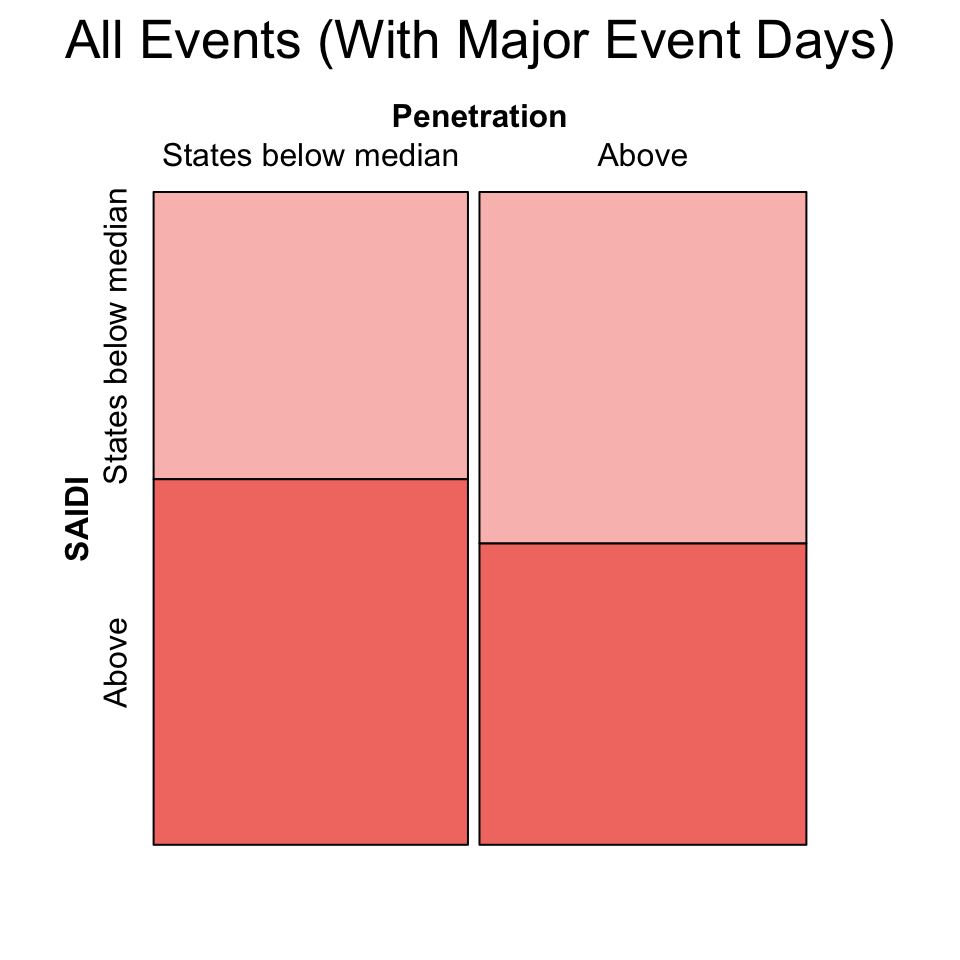 All Events (With Major Event Days)
Penetration
States below median
Above
SAIDI
States below median
Above